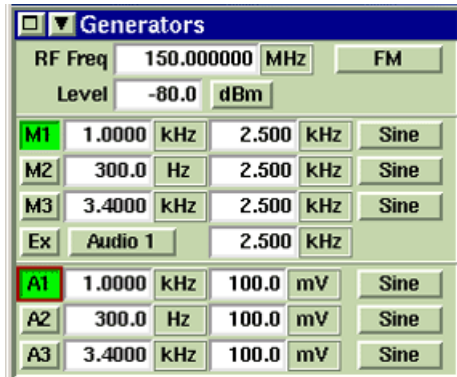 Generators
RF Freq 150.000000 MHz FM
Level -80.0 dBm
M1 1.0000 kHz 2.500 kHz Sine
M2 300.0 Hz 2.500 kHz Sine
M3 3.4000 kHz 2.500 kHz Sine
Ex Audio 1 2.500 kHz
A1 1.0000 kHz 100.0 mV Sine
A2 300.0 Hz 100.0 mV Sine
A3 3.4000 kHz 100.0 mV Sine